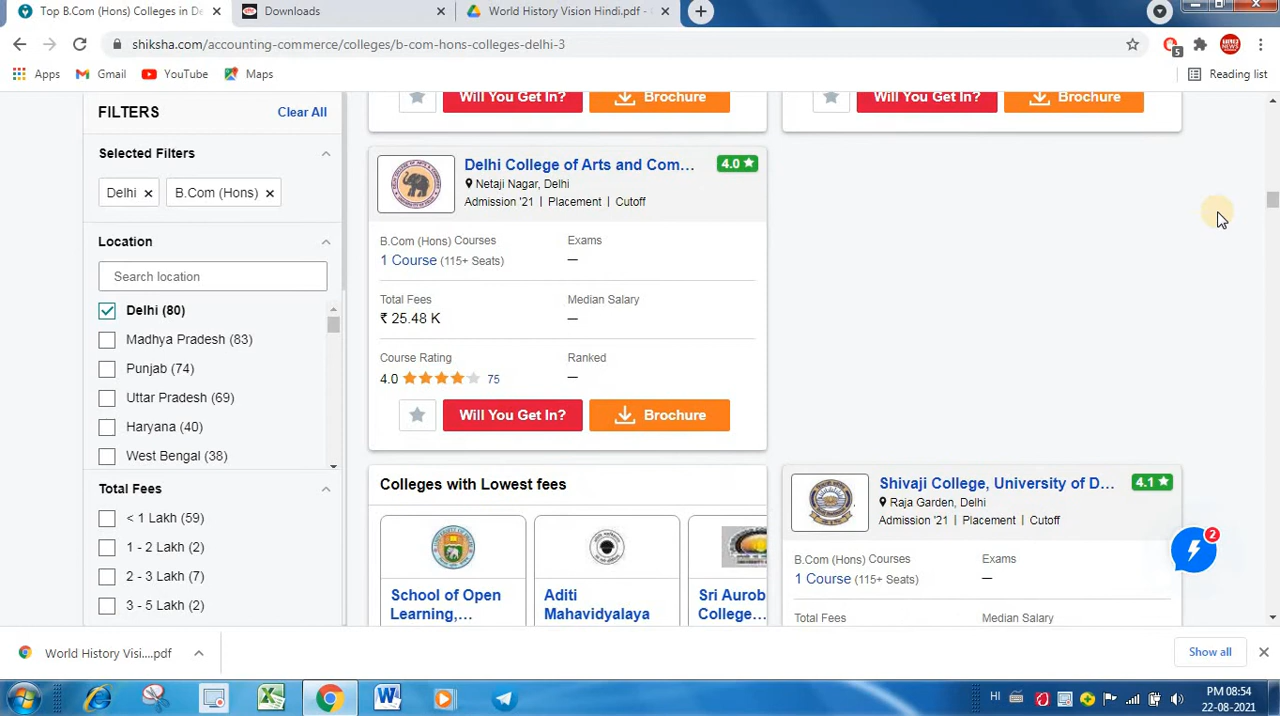 Top B.Com (Hons) Colleges in De
Downloads
World History Vision Hindi.pdf -
shiksha.com/accounting-commerce/colleges/b-com-hons-colleges-delhi-3
5
Apps
Gmail
YouTube
Maps
Reading list
FILTERS
Clear All
Selected Filters
Delhi
B.Com (Hons)
Location
Search location
Delhi (80)
Madhya Pradesh (83)
Punjab (74)
Uttar Pradesh (69)
Haryana (40)
West Bengal (38)
Total Fees
< 1 Lakh (59)
1 - 2 Lakh (2)
2 - 3 Lakh (7)
3 - 5 Lakh (2)
Will You Get In?
Brochure
Will You Get In?
Brochure
Delhi College of Arts and Com...
4.0
Netaji Nagar, Delhi
Admission '21 | Placement | Cutoff
B.Com (Hons) Courses
Exams
1 Course (115+ Seats)
—
Total Fees
Median Salary
₹ 25.48 K
—
Course Rating
Ranked
4.0
75
—
Will You Get In?
Brochure
Colleges with Lowest fees
School of Open
Learning,...
Aditi
Mahavidyalaya
Sri Aurob
College...
Shivaji College, University of D...
4.1
Raja Garden, Delhi
Admission '21 | Placement | Cutoff
B.Com (Hons) Courses
Exams
1 Course (115+ Seats)
—
Total Fees
Median Salary
2
World History Visi....pdf
Show all
HI
PM 08:54
22-08-2021